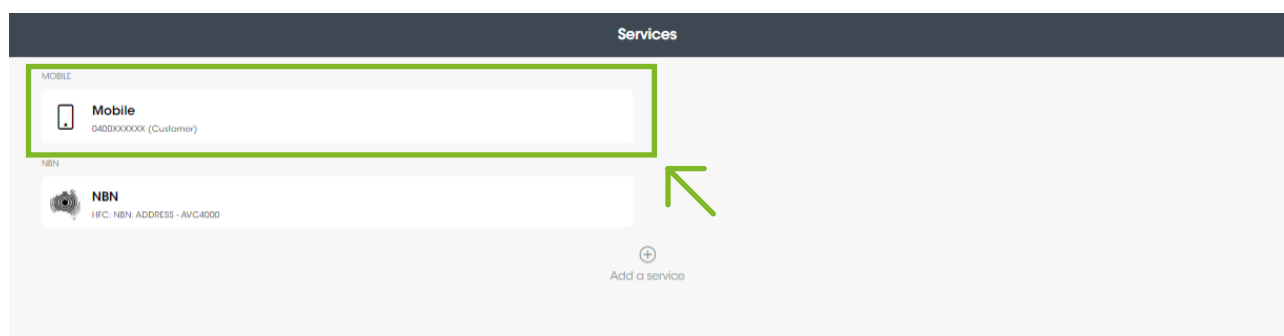 Services
MOBILE
Mobile
0400XXXXXX (Customer)
NBN
NBN
HFC: NBN: ADDRESS - AVC4000
Add a service